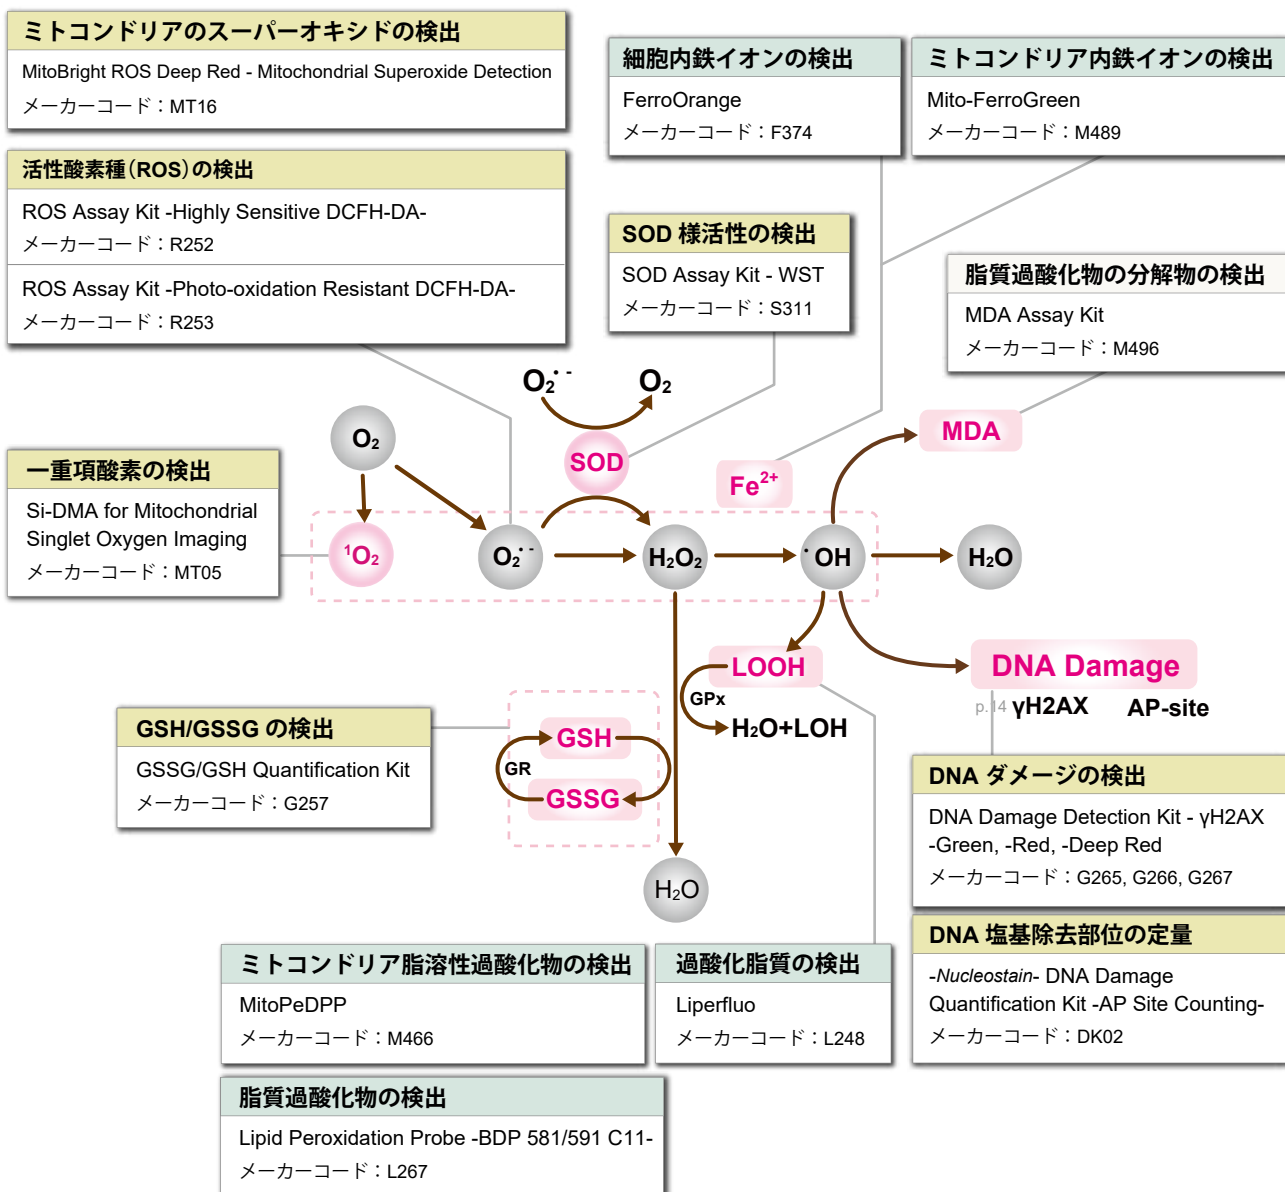 ミトコンドリアのスーパーオキシドの検出
MitoBright ROS Deep Red - Mitochondrial Superoxide Detection
メーカーコード：MT16
細胞内鉄イオンの検出
FerroOrange
メーカーコード：F374
ミトコンドリア内鉄イオンの検出
Mito-FerroGreen
メーカーコード：M489
活性酸素種（ROS）の検出
ROS Assay Kit -Highly Sensitive DCFH-DA-
メーカーコード：R252
ROS Assay Kit -Photo-oxidation Resistant DCFH-DA-
メーカーコード：R253
SOD 様活性の検出
SOD Assay Kit - WST
メーカーコード：S311
脂質過酸化物の分解物の検出
MDA Assay Kit
メーカーコード：M496
O₂˙⁻
O₂
O₂
SOD
Fe²⁺
MDA
一重項酸素の検出
Si-DMA for Mitochondrial
Singlet Oxygen Imaging
メーカーコード：MT05
¹O₂
O₂˙⁻
H₂O₂
˙OH
H₂O
LOOH
GPx
H₂O+LOH
DNA Damage
p.14 γH2AX
AP-site
GSH/GSSG の検出
GSSG/GSH Quantification Kit
メーカーコード：G257
GSH
GR
GSSG
H₂O
DNA ダメージの検出
DNA Damage Detection Kit - γH2AX
-Green, -Red, -Deep Red
メーカーコード：G265, G266, G267
DNA 塩基除去部位の定量
-Nucleostain- DNA Damage
Quantification Kit -AP Site Counting-
メーカーコード：DK02
ミトコンドリア脂溶性過酸化物の検出
MitoPeDPP
メーカーコード：M466
過酸化脂質の検出
Liperfluo
メーカーコード：L248
脂質過酸化物の検出
Lipid Peroxidation Probe -BDP 581/591 C11-
メーカーコード：L267